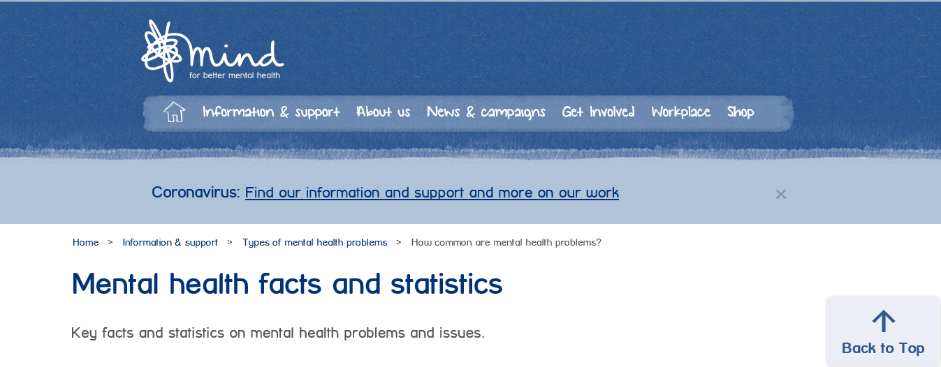 mind
for better mental health
Information & support About us News & campaigns Get Involved Workplace Shop
Coronavirus: Find our information and support and more on our work ×
Home > Information & support > Types of mental health problems > How common are mental health problems?
Mental health facts and statistics
Key facts and statistics on mental health problems and issues.
Back to Top